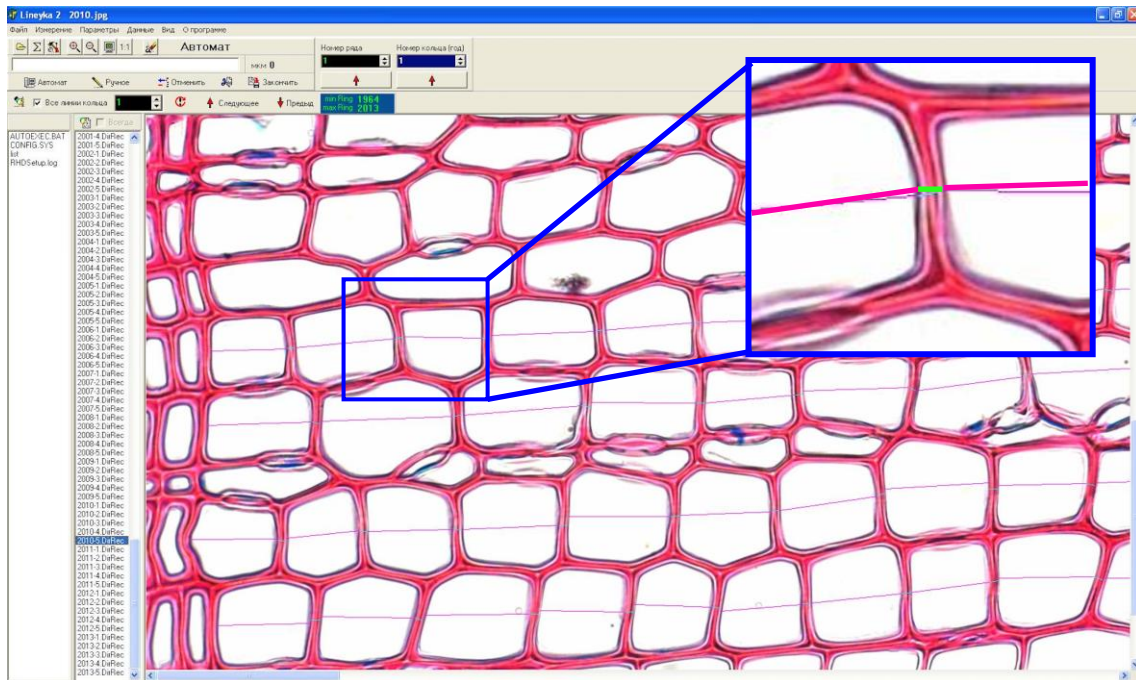 Lineyka 2 2010.jpg
Файл Измерение Параметры Данные Вид О программе
1:1
Автомат
мкм 0
Номер ряда
Номер кольца (год)
1
1
Автомат
Ручное
Отменить
Закончить
Все линии кольца
1
Следующее
Предыд
min Ring 1964
max Ring 2013
Всегда
AUTOEXEC.BAT
CONFIG.SYS
list
RHDSetup.log
2001-4.DirRec
2001-5.DirRec
2002-1.DirRec
2002-2.DirRec
2002-3.DirRec
2002-4.DirRec
2002-5.DirRec
2003-1.DirRec
2003-2.DirRec
2003-3.DirRec
2003-4.DirRec
2003-5.DirRec
2004-1.DirRec
2004-2.DirRec
2004-3.DirRec
2004-4.DirRec
2004-5.DirRec
2005-1.DirRec
2005-2.DirRec
2005-3.DirRec
2005-4.DirRec
2005-5.DirRec
2006-1.DirRec
2006-2.DirRec
2006-3.DirRec
2006-4.DirRec
2006-5.DirRec
2007-1.DirRec
2007-2.DirRec
2007-3.DirRec
2007-4.DirRec
2007-5.DirRec
2008-1.DirRec
2008-2.DirRec
2008-3.DirRec
2008-4.DirRec
2008-5.DirRec
2009-1.DirRec
2009-2.DirRec
2009-3.DirRec
2009-4.DirRec
2009-5.DirRec
2010-1.DirRec
2010-2.DirRec
2010-3.DirRec
2010-4.DirRec
2010-5.DirRec
2011-1.DirRec
2011-2.DirRec
2011-3.DirRec
2011-4.DirRec
2011-5.DirRec
2012-1.DirRec
2012-2.DirRec
2012-3.DirRec
2012-4.DirRec
2012-5.DirRec
2013-1.DirRec
2013-2.DirRec
2013-3.DirRec
2013-4.DirRec
2013-5.DirRec